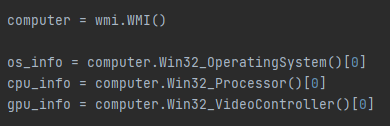 computer = wmi.WMI()
os_info = computer.Win32_OperatingSystem()[0]
cpu_info = computer.Win32_Processor()[0]
gpu_info = computer.Win32_VideoController()[0]